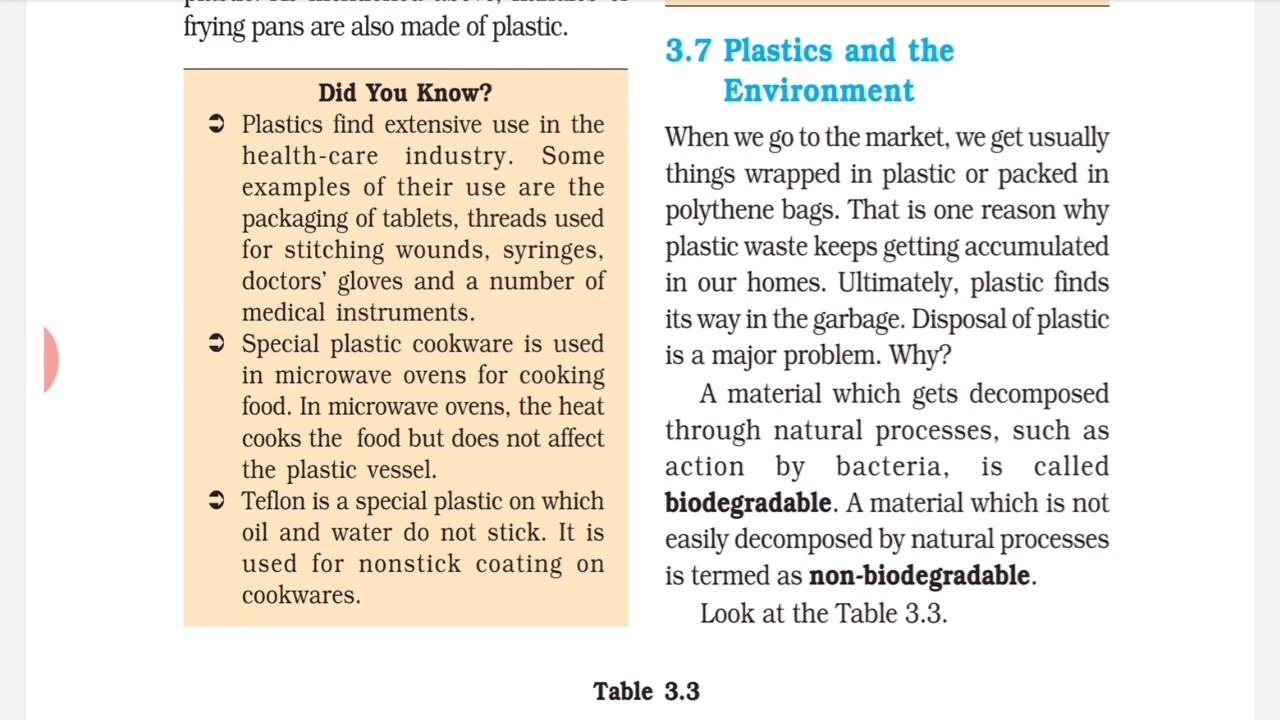 frying pans are also made of plastic.
Did You Know?
➲ Plastics find extensive use in the
health-care industry. Some
examples of their use are the
packaging of tablets, threads used
for stitching wounds, syringes,
doctors’ gloves and a number of
medical instruments.
➲ Special plastic cookware is used
in microwave ovens for cooking
food. In microwave ovens, the heat
cooks the food but does not affect
the plastic vessel.
➲ Teflon is a special plastic on which
oil and water do not stick. It is
used for nonstick coating on
cookwares.
3.7 Plastics and the
Environment
When we go to the market, we get usually
things wrapped in plastic or packed in
polythene bags. That is one reason why
plastic waste keeps getting accumulated
in our homes. Ultimately, plastic finds
its way in the garbage. Disposal of plastic
is a major problem. Why?
A material which gets decomposed
through natural processes, such as
action by bacteria, is called
biodegradable. A material which is not
easily decomposed by natural processes
is termed as non-biodegradable.
Look at the Table 3.3.
Table 3.3